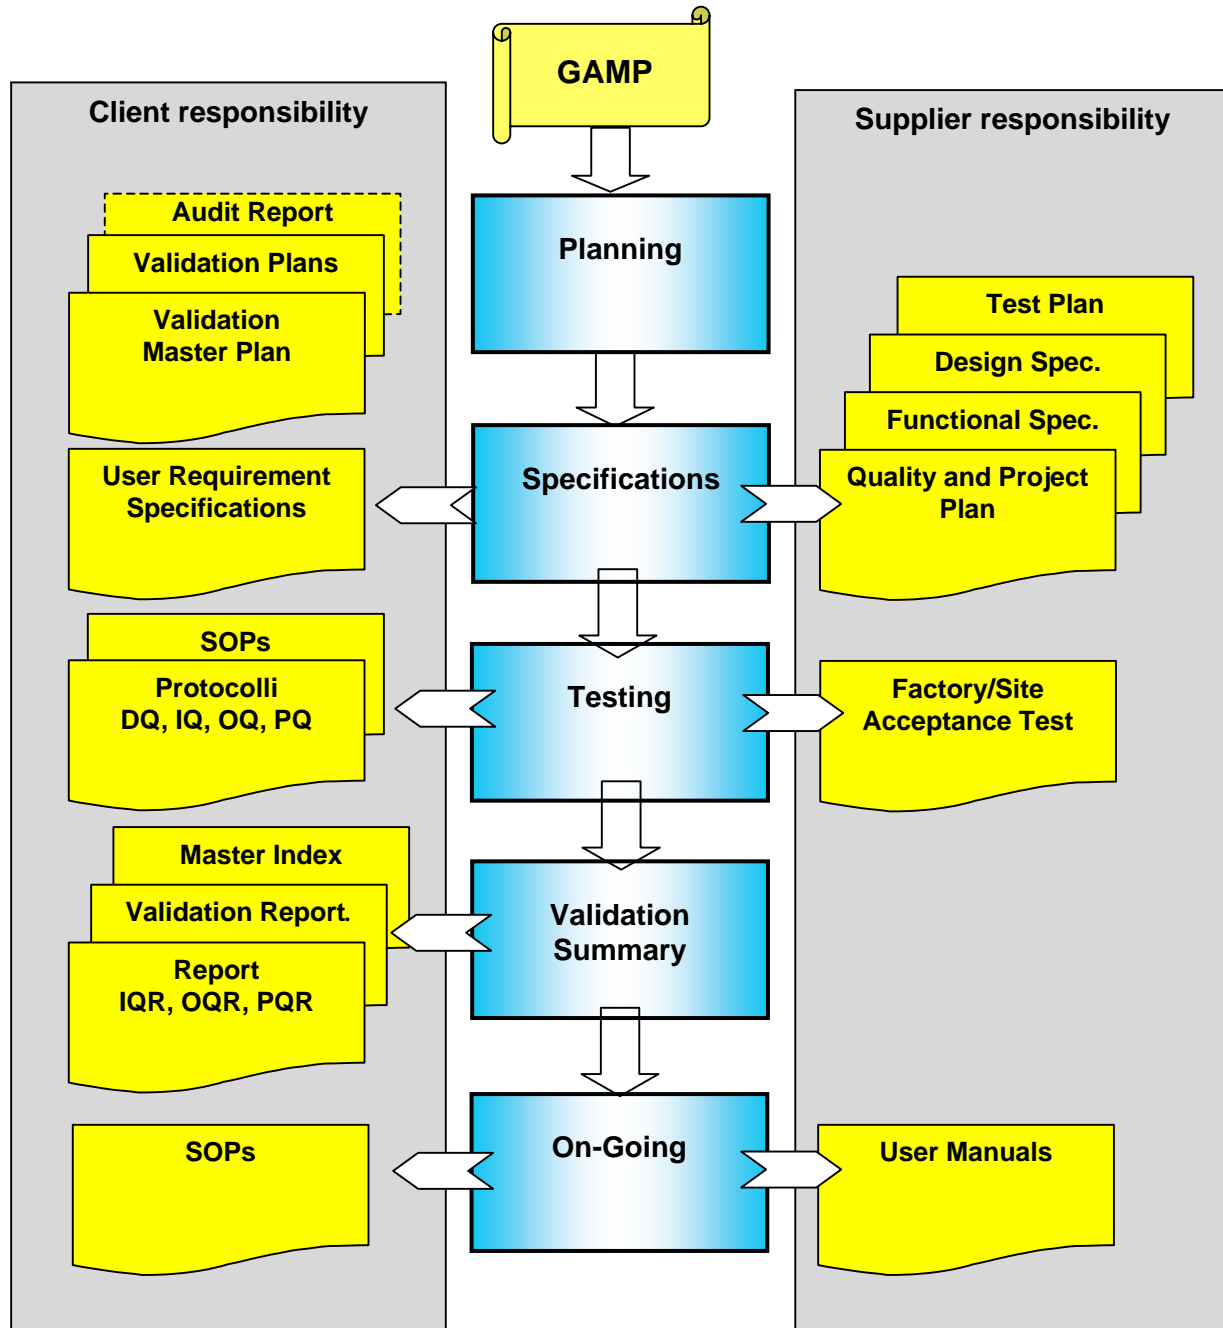 GAMP
Client responsibility
Supplier responsibility
Audit Report
Validation Plans
Validation
Master Plan
Planning
Test Plan
Design Spec.
Functional Spec.
Quality and Project
Plan
User Requirement
Specifications
Specifications
SOPs
Protocolli
DQ, IQ, OQ, PQ
Testing
Factory/Site
Acceptance Test
Master Index
Validation Report.
Report
IQR, OQR, PQR
Validation
Summary
SOPs
On-Going
User Manuals